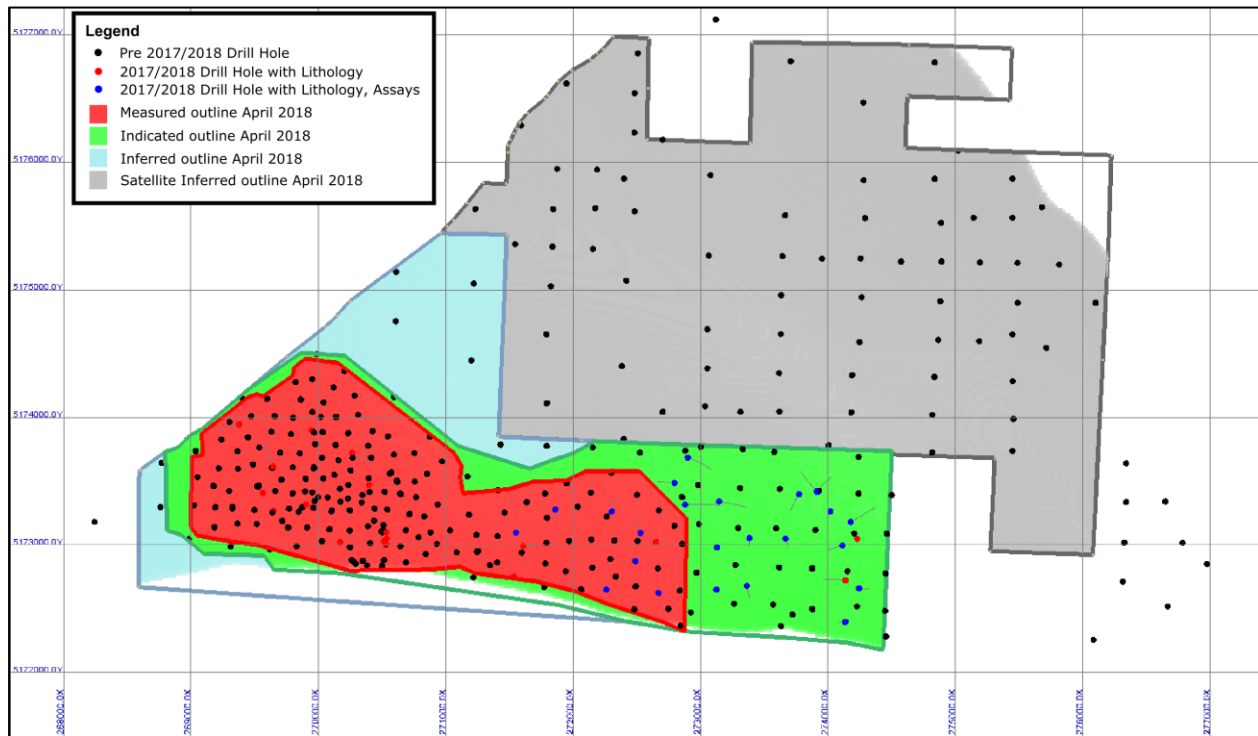 Legend
Pre 2017/2018 Drill Hole
2017/2018 Drill Hole with Lithology
2017/2018 Drill Hole with Lithology, Assays
Measured outline April 2018
Indicated outline April 2018
Inferred outline April 2018
Satellite Inferred outline April 2018
5177000.0Y
5176000.0Y
5175000.0Y
5174000.0Y
5173000.0Y
5172000.0Y
268000.0X
269000.0X
270000.0X
271000.0X
272000.0X
273000.0X
274000.0X
275000.0X
276000.0X
277000.0X